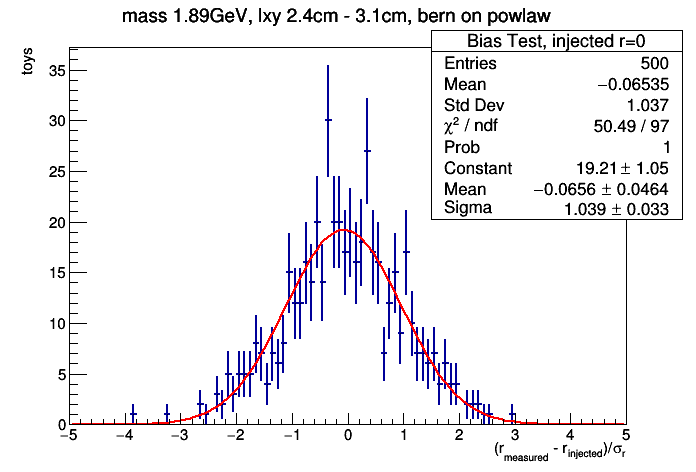 mass 1.89GeV, lxy 2.4cm - 3.1cm, bern on powlaw
Bias Test, injected r=0
Entries 500
Mean −0.06535
Std Dev 1.037
χ² / ndf 50.49 / 97
Prob 1
Constant 19.21 ± 1.05
Mean −0.0656 ± 0.0464
Sigma 1.039 ± 0.033
toys
35
30
25
20
15
10
5
0
−5 −4 −3 −2 −1 0 1 2 3 4 5
(r_measured - r_injected)/σ_r